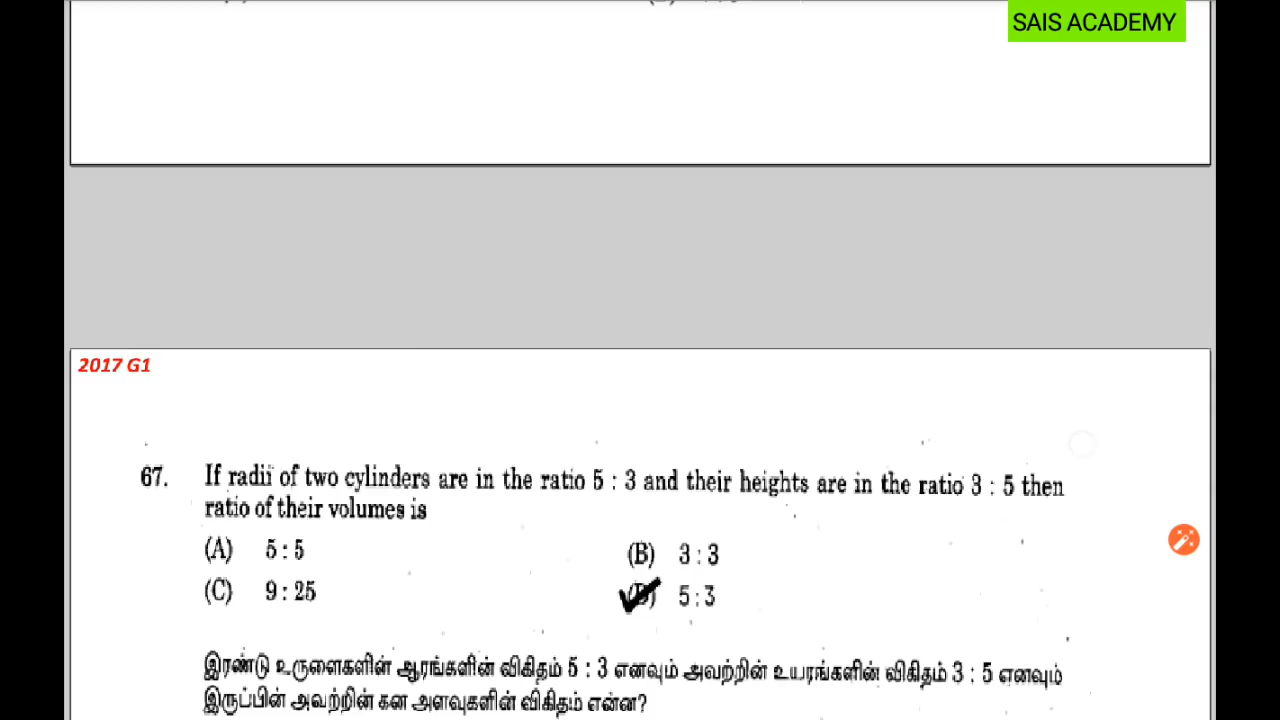 SAIS ACADEMY
2017 G1
67. If radii of two cylinders are in the ratio 5 : 3 and their heights are in the ratio 3 : 5 then
ratio of their volumes is
(A) 5 : 5 (B) 3 : 3
(C) 9 : 25 (D) 5 : 3
இரண்டு உருளைகளின் ஆரங்களின் விகிதம் 5 : 3 எனவும் அவற்றின் உயரங்களின் விகிதம் 3 : 5 எனவும்
இருப்பின் அவற்றின் கன அளவுகளின் விகிதம் என்ன?